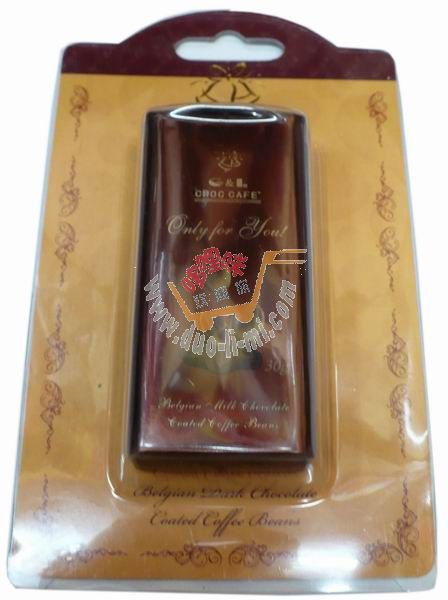 C & L
CROC CAFE
Only for You!
www.duo-li-mi.com
30g
Belgian Milk Chocolate
Coated Coffee Beans
Belgian Dark Chocolate
Coated Coffee Beans